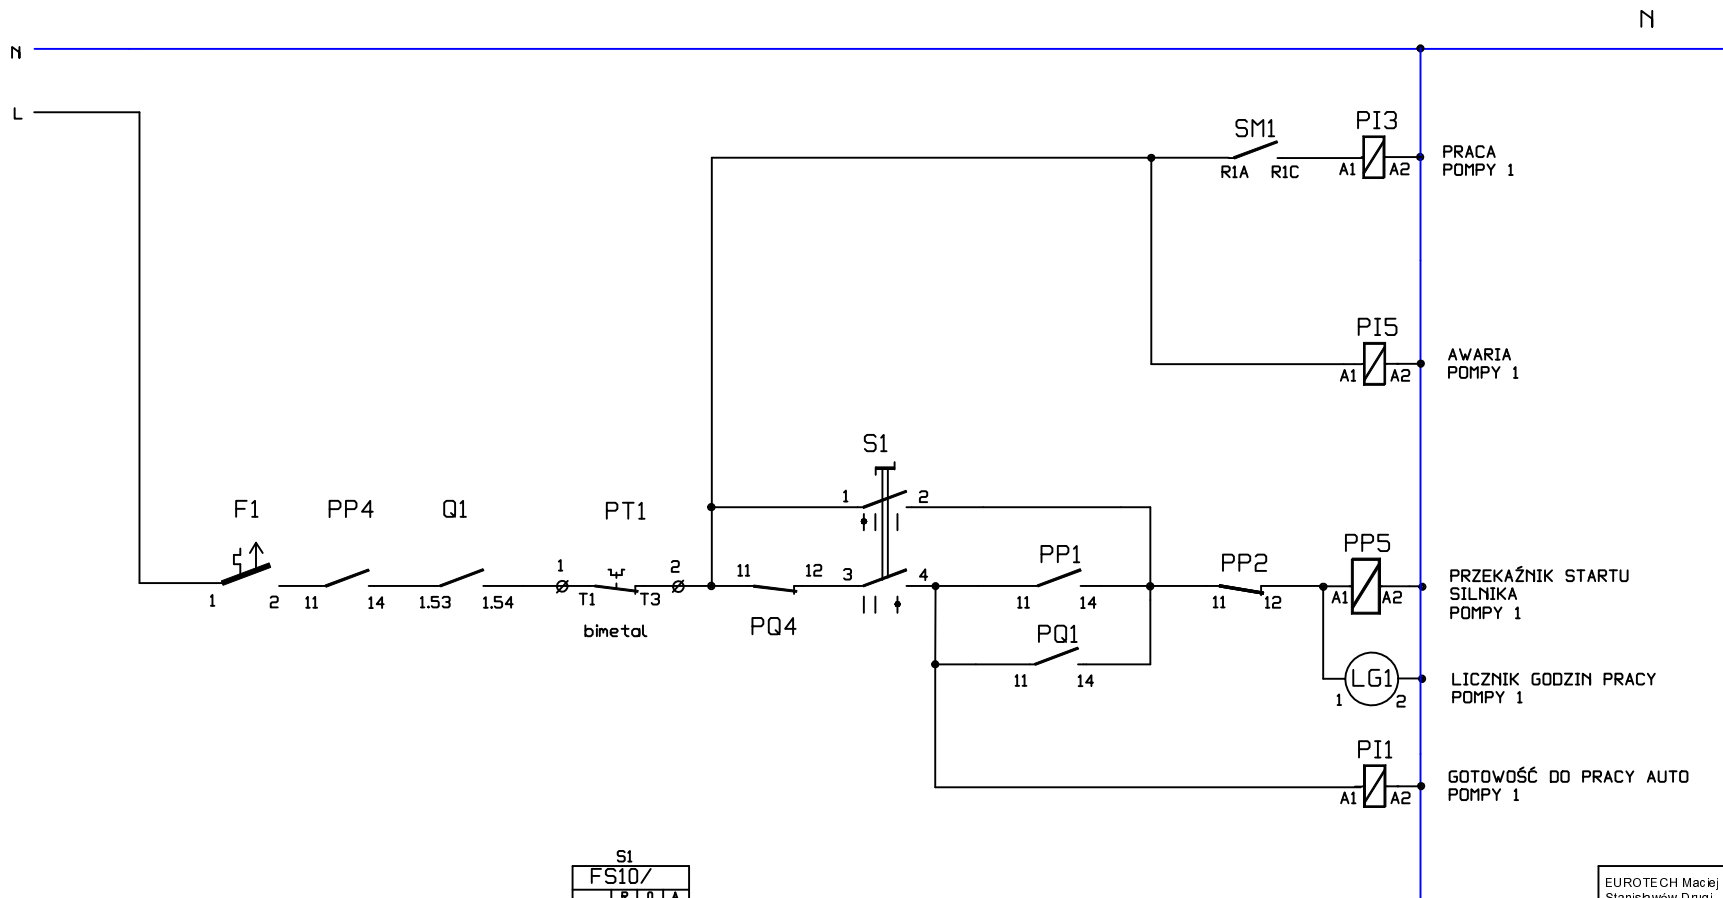 N
N
L
SM1
PI3
R1A R1C
A1 A2
PRACA
POMPY 1
PI5
A1 A2
AWARIA
POMPY 1
S1
1 2
F1 PP4 Q1 PT1
1 2
11 12 3 4
PP1
PP2
PP5
1 2 11 14 1.53 1.54 T1 T3
bimetal
PQ4
11 14
11 12
A1 A2
PRZEKAŹNIK STARTU
SILNIKA
POMPY 1
PQ1
11 14
LG1
1 2
LICZNIK GODZIN PRACY
POMPY 1
PI1
A1 A2
GOTOWOŚĆ DO PRACY AUTO
POMPY 1
S1
FS10/
R 0 A
EUROTECH Maciej
Stanisławów Drugi